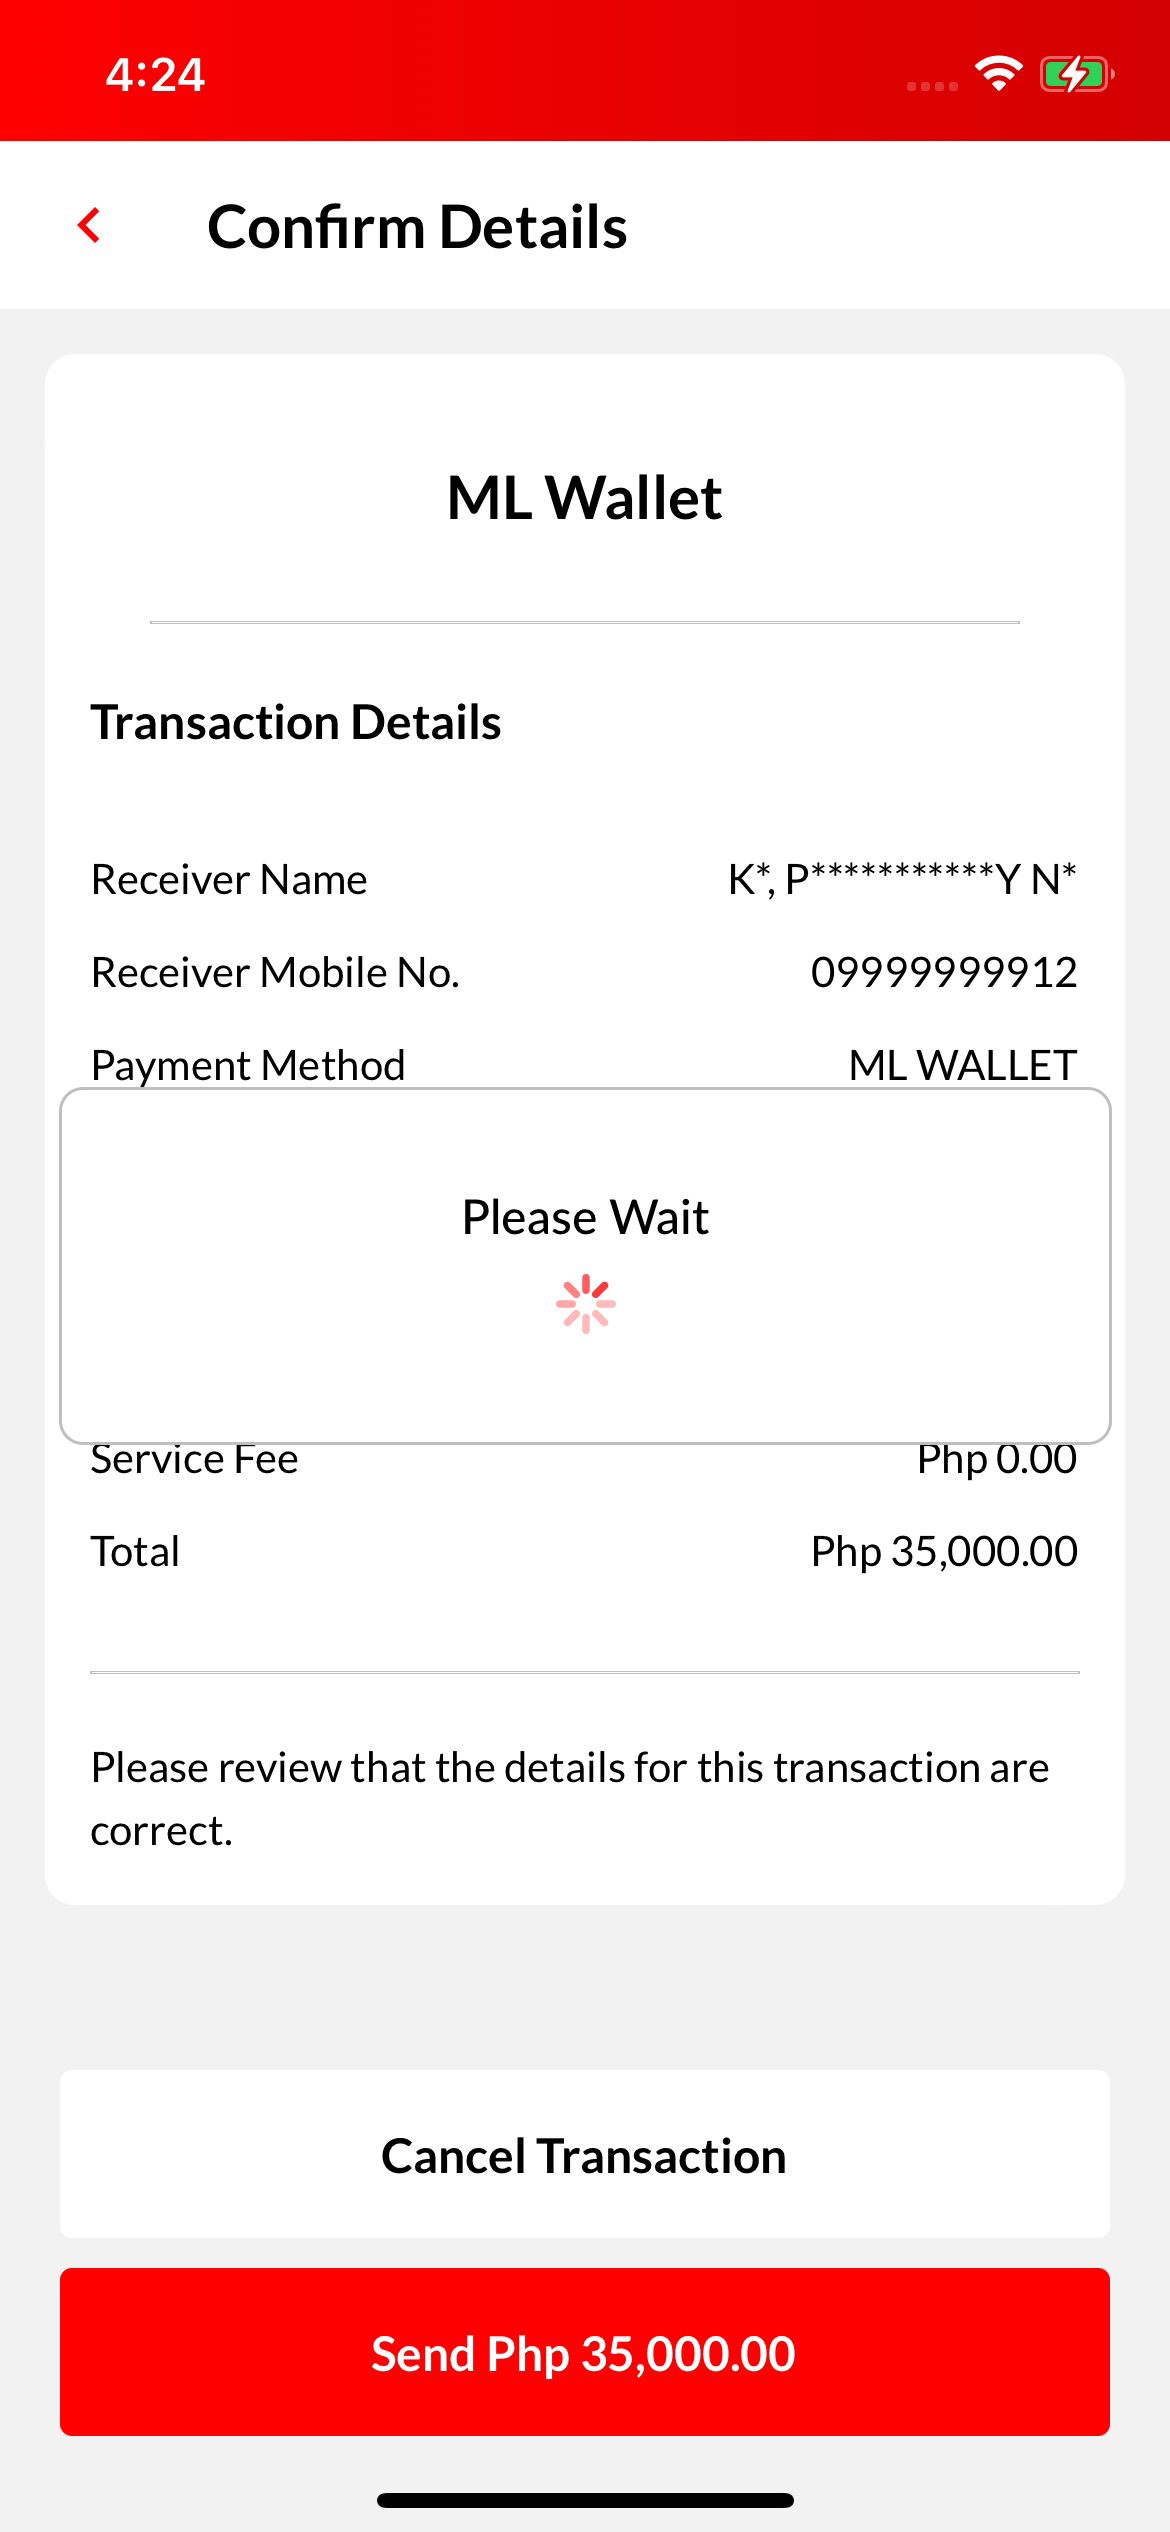 4:24
Confirm Details
ML Wallet
Transaction Details
Receiver Name K*, P***********Y N*
Receiver Mobile No. 09999999912
Payment Method ML WALLET
Please Wait
Service Fee Php 0.00
Total Php 35,000.00
Please review that the details for this transaction are
correct.
Cancel Transaction
Send Php 35,000.00